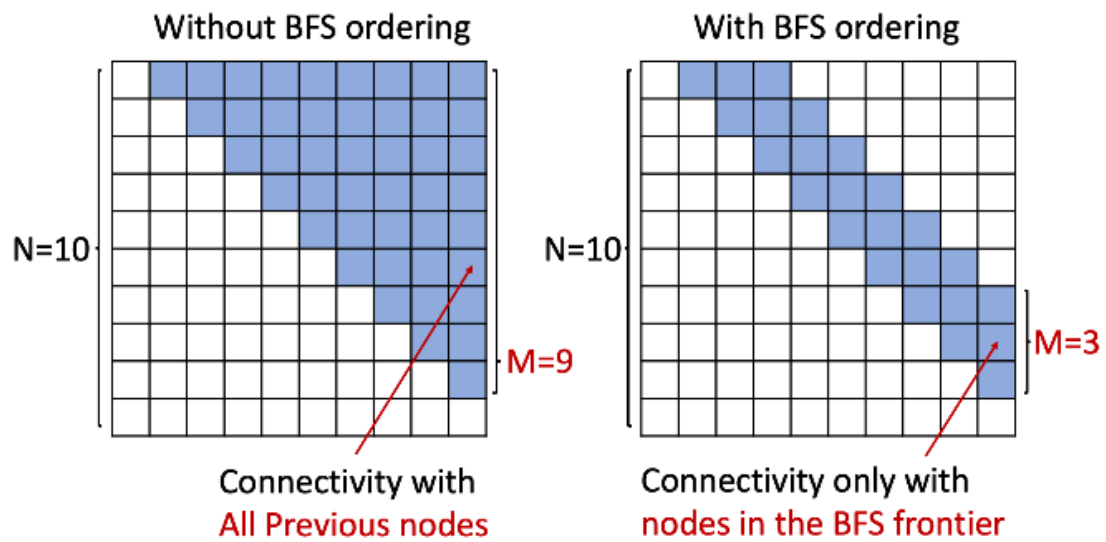 Without BFS ordering
N=10
M=9
Connectivity with
All Previous nodes
With BFS ordering
N=10
M=3
Connectivity only with
nodes in the BFS frontier